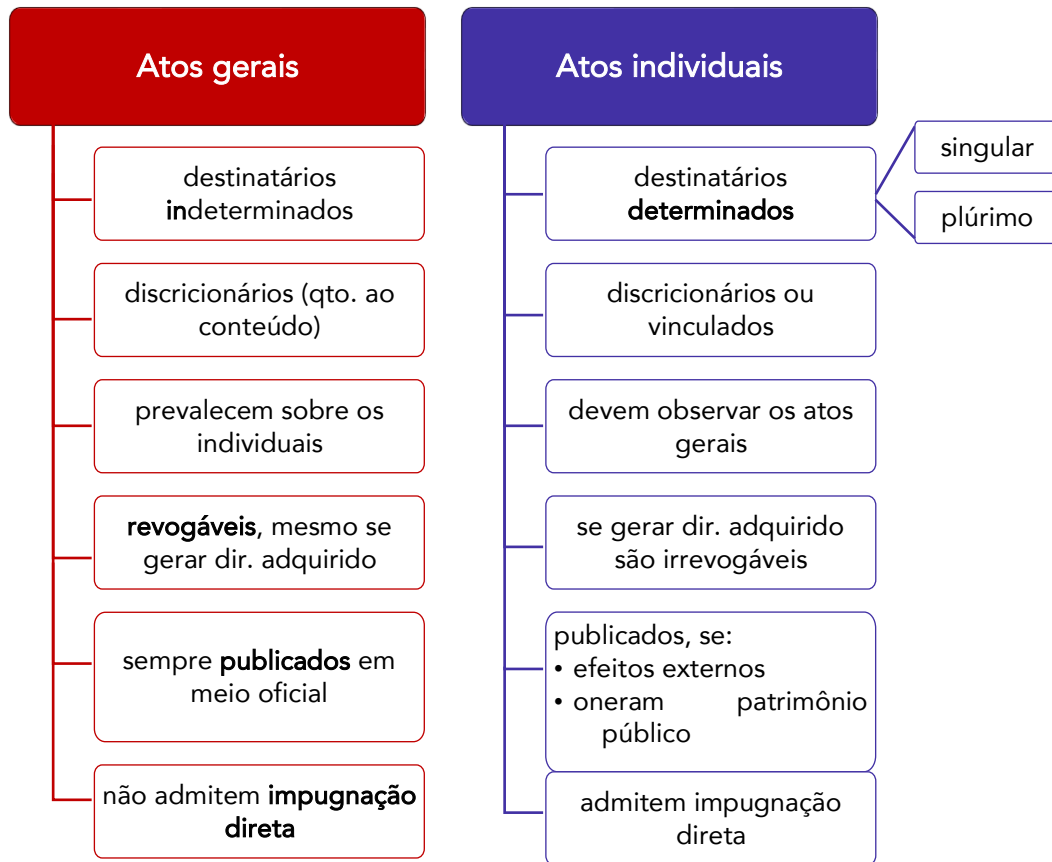 Atos gerais
destinatários
indeterminados
discricionários (qto. ao
conteúdo)
prevalecem sobre os
individuais
revogáveis, mesmo se
gerar dir. adquirido
sempre publicados em
meio oficial
não admitem impugnação
direta
Atos individuais
destinatários
determinados
singular
plúrimo
discricionários ou
vinculados
devem observar os atos
gerais
se gerar dir. adquirido
são irrevogáveis
publicados, se:
• efeitos externos
• oneram patrimônio
público
admitem impugnação
direta